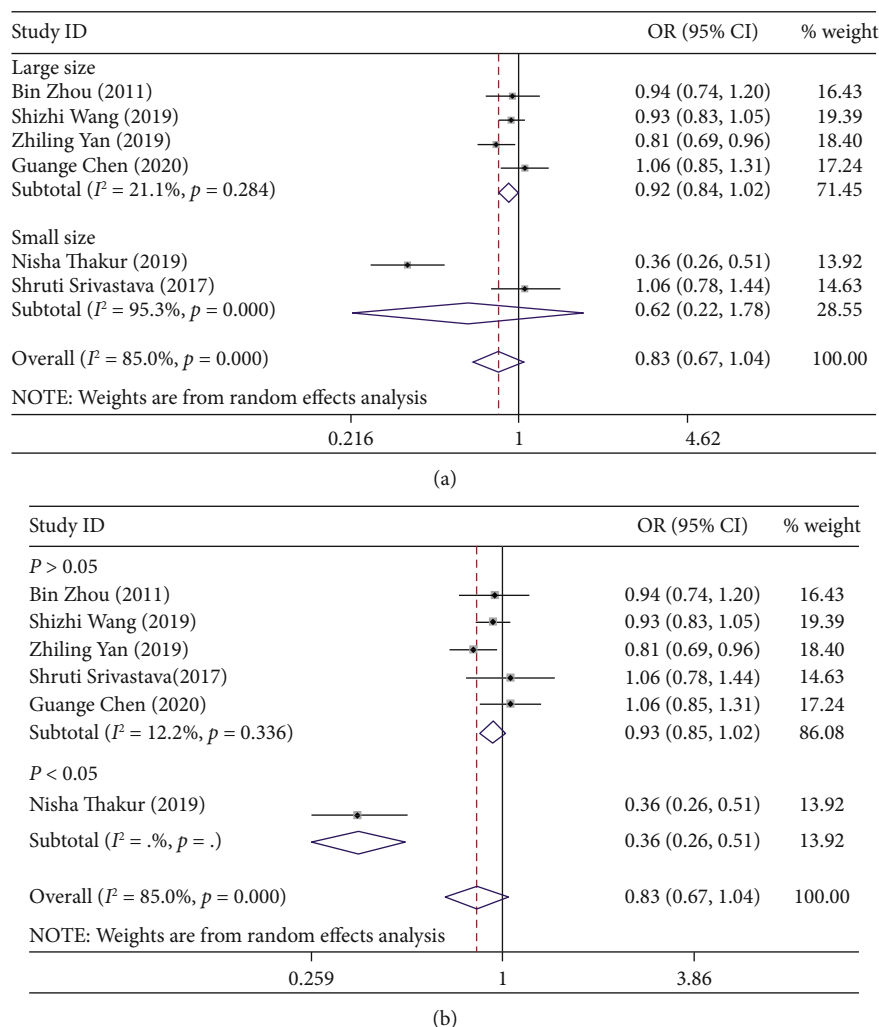 Study ID OR (95% CI) % weight
Large size
Bin Zhou (2011) 0.94 (0.74, 1.20) 16.43
Shizhi Wang (2019) 0.93 (0.83, 1.05) 19.39
Zhiling Yan (2019) 0.81 (0.69, 0.96) 18.40
Guange Chen (2020) 1.06 (0.85, 1.31) 17.24
Subtotal (I² = 21.1%, p = 0.284) 0.92 (0.84, 1.02) 71.45
Small size
Nisha Thakur (2019) 0.36 (0.26, 0.51) 13.92
Shruti Srivastava (2017) 1.06 (0.78, 1.44) 14.63
Subtotal (I² = 95.3%, p = 0.000) 0.62 (0.22, 1.78) 28.55
Overall (I² = 85.0%, p = 0.000) 0.83 (0.67, 1.04) 100.00
NOTE: Weights are from random effects analysis
0.216 1 4.62
(a)
Study ID OR (95% CI) % weight
P > 0.05
Bin Zhou (2011) 0.94 (0.74, 1.20) 16.43
Shizhi Wang (2019) 0.93 (0.83, 1.05) 19.39
Zhiling Yan (2019) 0.81 (0.69, 0.96) 18.40
Shruti Srivastava(2017) 1.06 (0.78, 1.44) 14.63
Guange Chen (2020) 1.06 (0.85, 1.31) 17.24
Subtotal (I² = 12.2%, p = 0.336) 0.93 (0.85, 1.02) 86.08
P < 0.05
Nisha Thakur (2019) 0.36 (0.26, 0.51) 13.92
Subtotal (I² = .%, p = .) 0.36 (0.26, 0.51) 13.92
Overall (I² = 85.0%, p = 0.000) 0.83 (0.67, 1.04) 100.00
NOTE: Weights are from random effects analysis
0.259 1 3.86
(b)